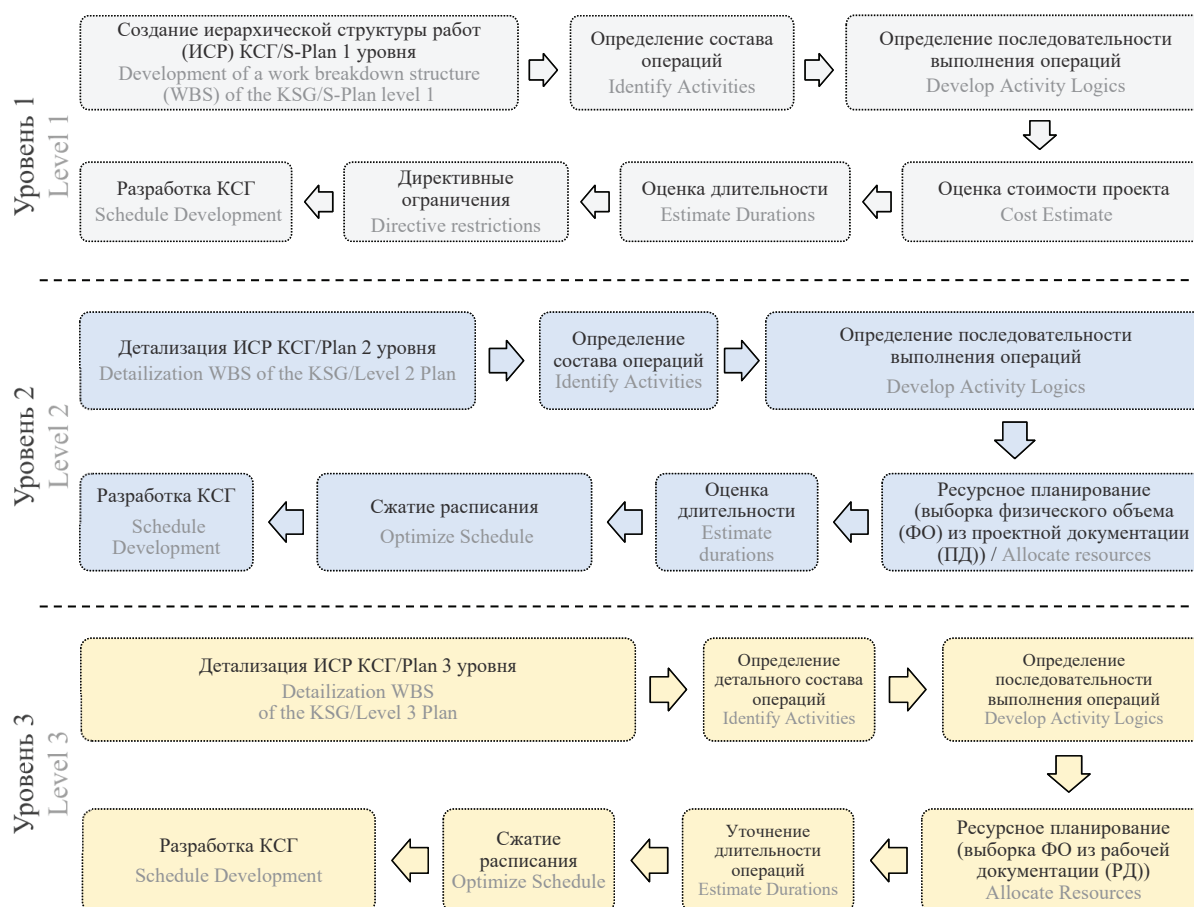 Уровень 1
Level 1
Создание иерархической структуры работ
(ИСР) КСГ/S-Plan 1 уровня
Development of a work breakdown structure
(WBS) of the KSG/S-Plan level 1
Определение состава
операций
Identify Activities
Определение последовательности
выполнения операций
Develop Activity Logics
Оценка стоимости проекта
Cost Estimate
Оценка длительности
Estimate Durations
Директивные
ограничения
Directive restrictions
Разработка КСГ
Schedule Development
Уровень 2
Level 2
Детализация ИСР КСГ/Plan 2 уровня
Detailization WBS of the KSG/Level 2 Plan
Определение
состава операций
Identify Activities
Определение последовательности
выполнения операций
Develop Activity Logics
Ресурсное планирование
(выборка физического объема
(ФО) из проектной документации
(ПД)) / Allocate resources
Оценка
длительности
Estimate
durations
Сжатие расписания
Optimize Schedule
Разработка КСГ
Schedule
Development
Уровень 3
Level 3
Детализация ИСР КСГ/Plan 3 уровня
Detailization WBS
of the KSG/Level 3 Plan
Определение
детального состава
операций
Identify Activities
Определение
последовательности
выполнения операций
Develop Activity Logics
Ресурсное планирование
(выборка ФО из рабочей
документации (РД))
Allocate Resources
Уточнение
длительности
операций
Estimate Durations
Сжатие
расписания
Optimize Schedule
Разработка КСГ
Schedule Development